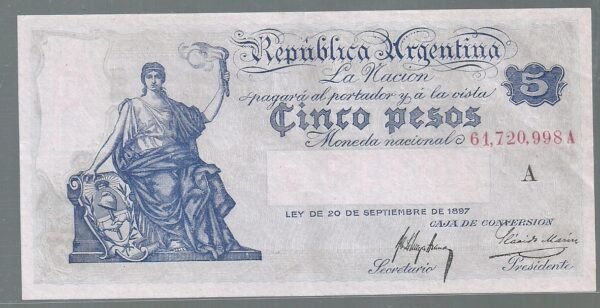 República Argentina
La Nación
pagará al portador y á la vista
5
Cinco pesos
Moneda nacional
61,720,998 A
A
LEY DE 20 DE SEPTIEMBRE DE 1897
CAJA DE CONVERSION
Secretario
Presidente